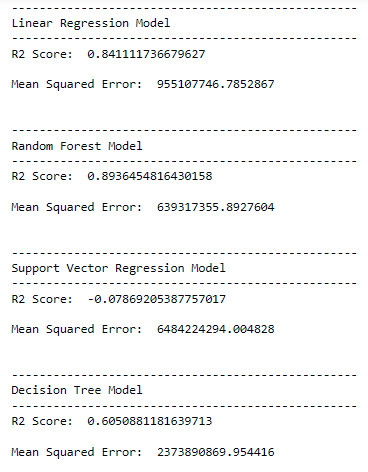 --------------------------------------------------
Linear Regression Model
--------------------------------------------------
R2 Score:  0.841111736679627
Mean Squared Error:  955107746.7852867
--------------------------------------------------
Random Forest Model
--------------------------------------------------
R2 Score:  0.8936454816430158
Mean Squared Error:  639317355.8927604
--------------------------------------------------
Support Vector Regression Model
--------------------------------------------------
R2 Score:  -0.07869205387757017
Mean Squared Error:  6484224294.004828
--------------------------------------------------
Decision Tree Model
--------------------------------------------------
R2 Score:  0.6050881181639713
Mean Squared Error:  2373890869.954416